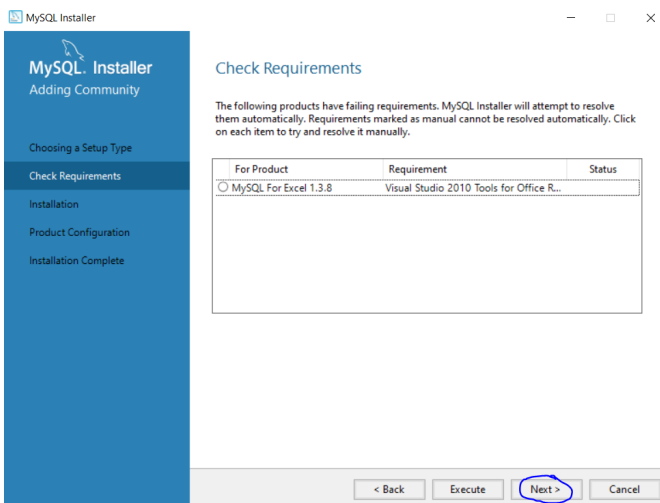 MySQL Installer
MySQL. Installer
Adding Community
Choosing a Setup Type
Check Requirements
Installation
Product Configuration
Installation Complete
Check Requirements
The following products have failing requirements. MySQL Installer will attempt to resolve
them automatically. Requirements marked as manual cannot be resolved automatically. Click
on each item to try and resolve it manually.
For Product Requirement Status
MySQL For Excel 1.3.8 Visual Studio 2010 Tools for Office R...
< Back Execute Next > Cancel